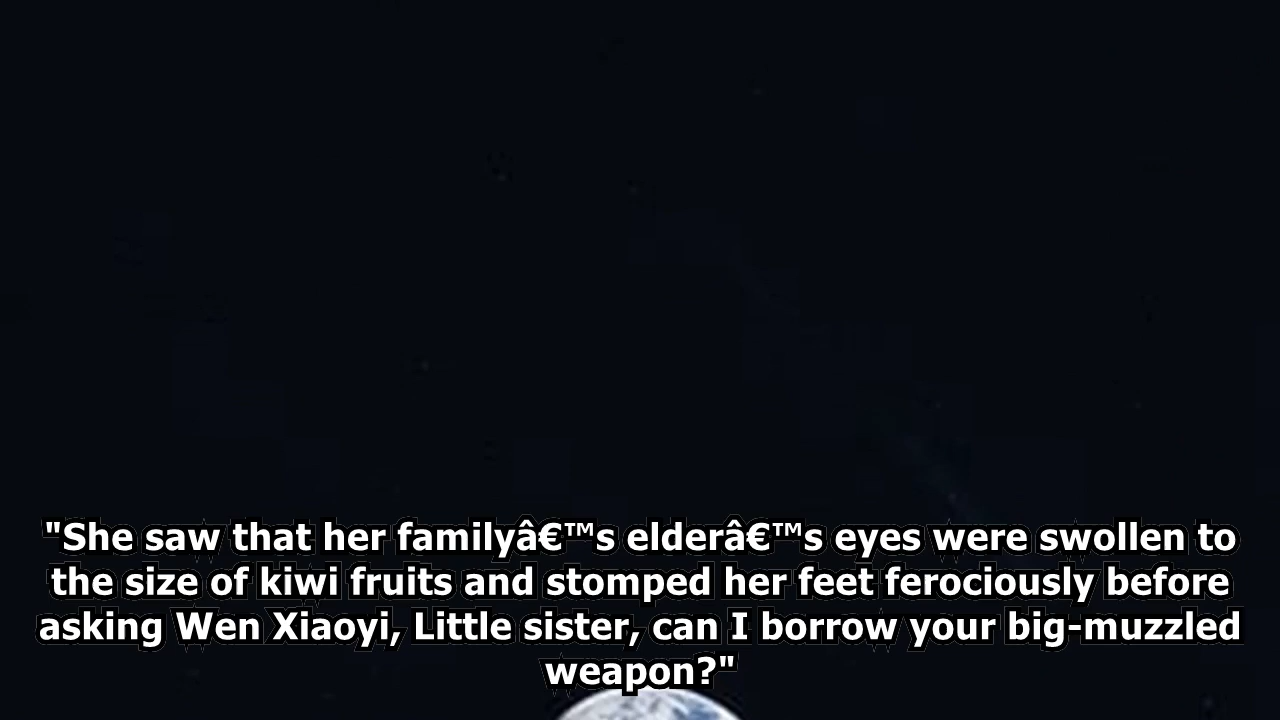 "She saw that her familyâ€™s elderâ€™s eyes were swollen to
the size of kiwi fruits and stomped her feet ferociously before
asking Wen Xiaoyi, Little sister, can I borrow your big-muzzled
weapon?"